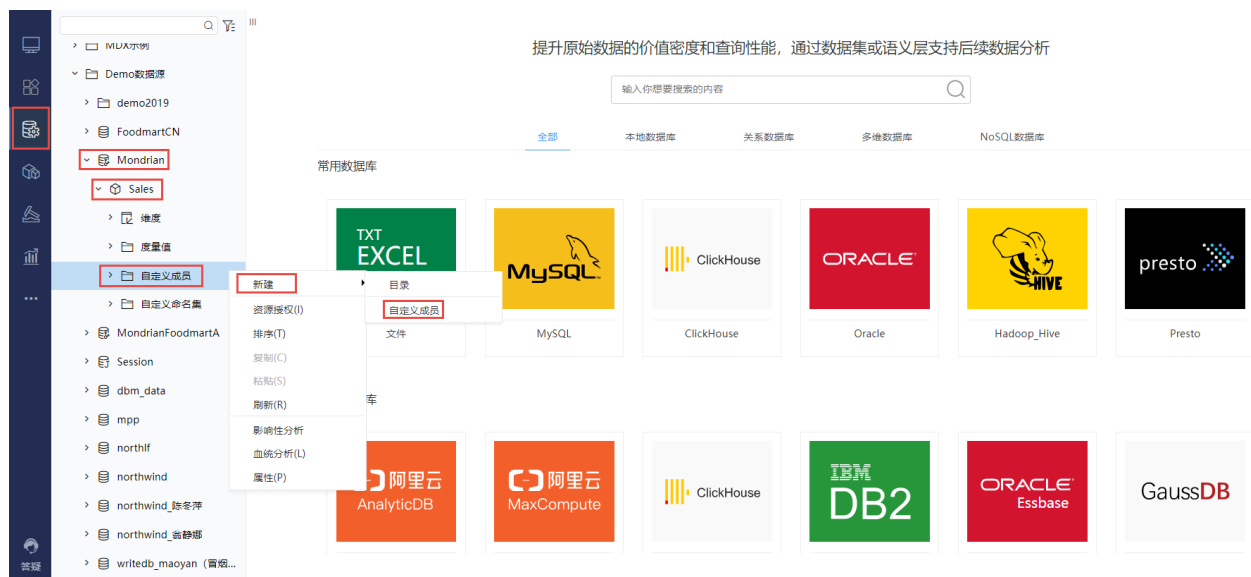 MDX示例
Demo数据源
demo2019
FoodmartCN
Mondrian
Sales
维度
度量值
自定义成员
自定义命名集
MondrianFoodmartA
Session
dbm_data
mpp
northlf
northwind
northwind_陈冬萍
northwind_翁静娜
writedb_maoyan（冒烟...
答疑
新建
资源授权(I)
排序(T)
复制(C)
粘贴(S)
刷新(R)
影响性分析
血统分析(L)
属性(P)
目录
自定义成员
提升原始数据的价值密度和查询性能，通过数据集或语义层支持后续数据分析
输入你想要搜索的内容
全部 本地数据库 关系数据库 多维数据库 NoSQL数据库
常用数据库
TXT
EXCEL
MySQL
ClickHouse
ORACLE
HIVE
presto
文件 MySQL ClickHouse Oracle Hadoop_Hive Presto
库
阿里云
AnalyticDB
阿里云
MaxCompute
ClickHouse
IBM
DB2
ORACLE
Essbase
GaussDB